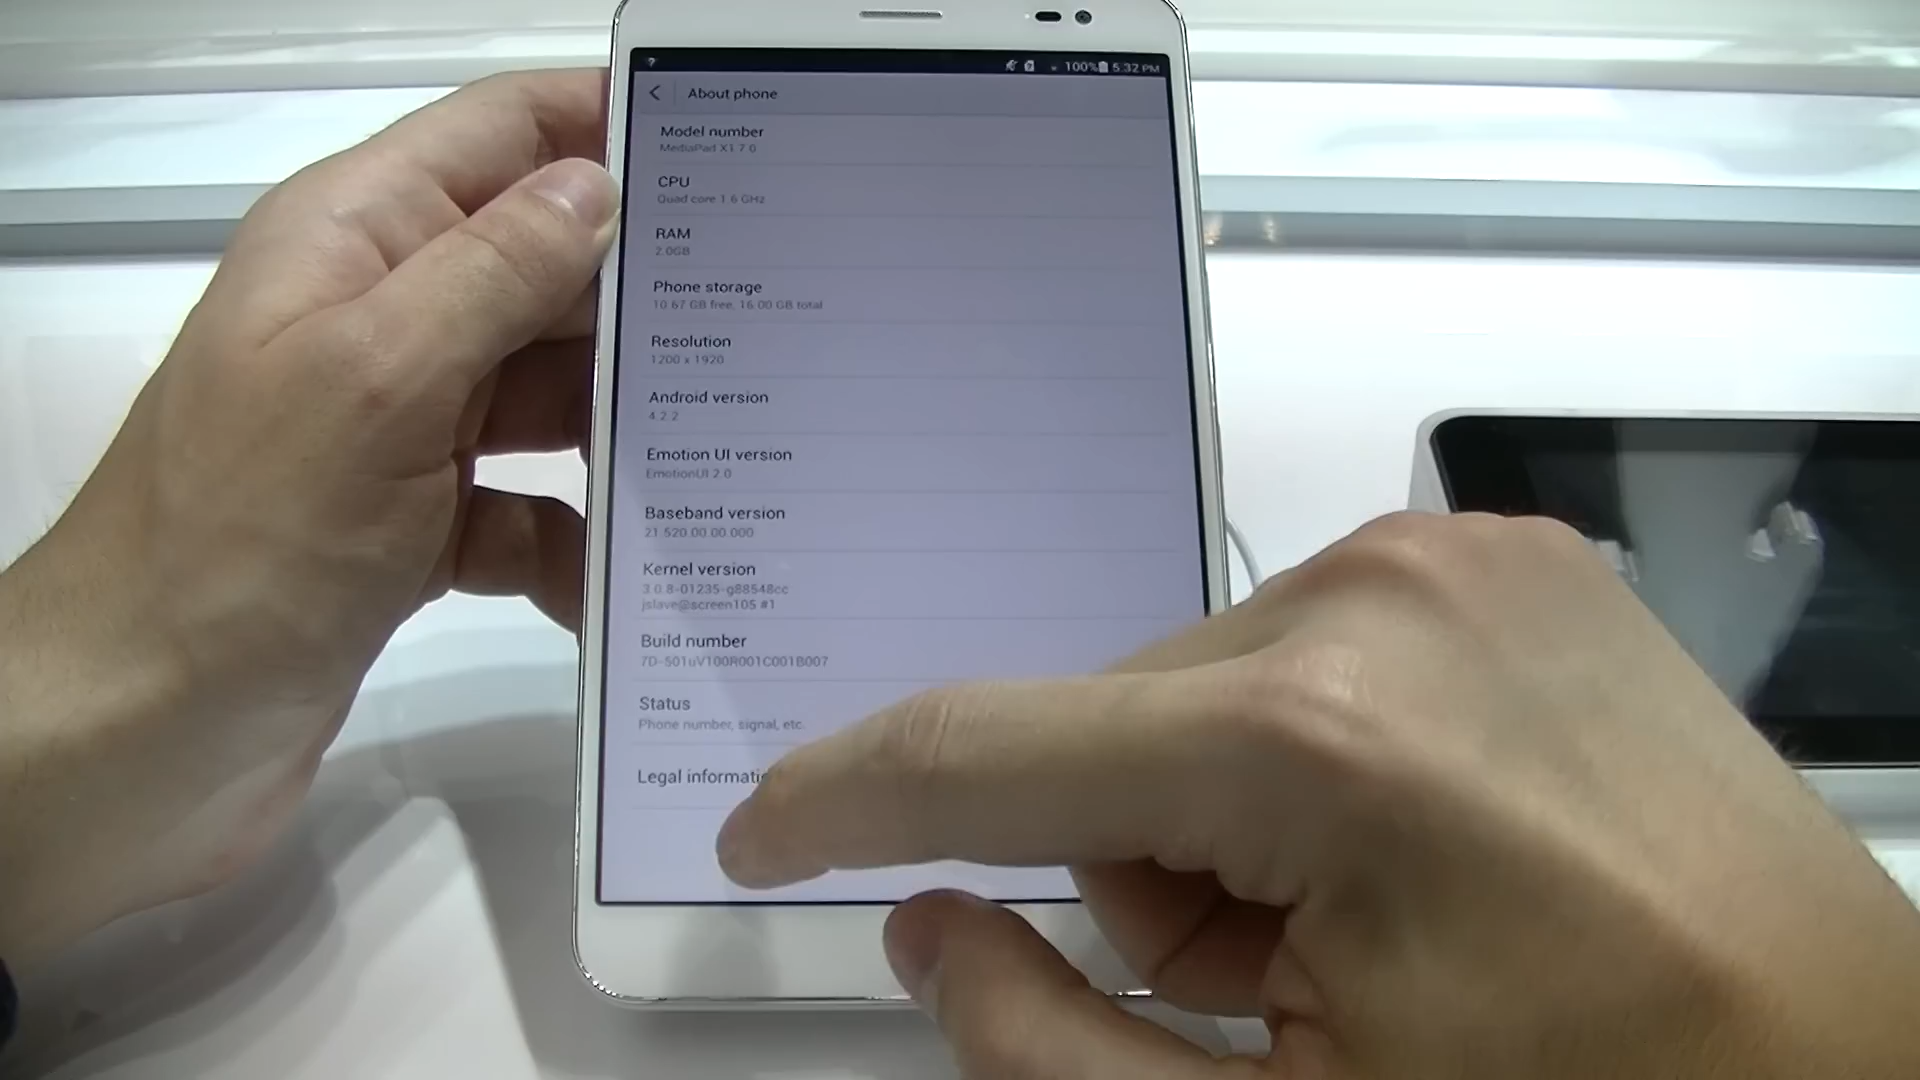 100% 5:32 PM
About phone
Model number
MediaPad X1 7.0
CPU
Quad core 1.6 GHz
RAM
2.0GB
Phone storage
10.67 GB free, 16.00 GB total
Resolution
1200 x 1920
Android version
4.2.2
Emotion UI version
EmotionUI 2.0
Baseband version
21.520.00.00.000
Kernel version
3.0.8-01235-g88548cc
jslave@screen105 #1
Build number
7D-501uV100R001C001B007
Status
Phone number, signal, etc.
Legal informati